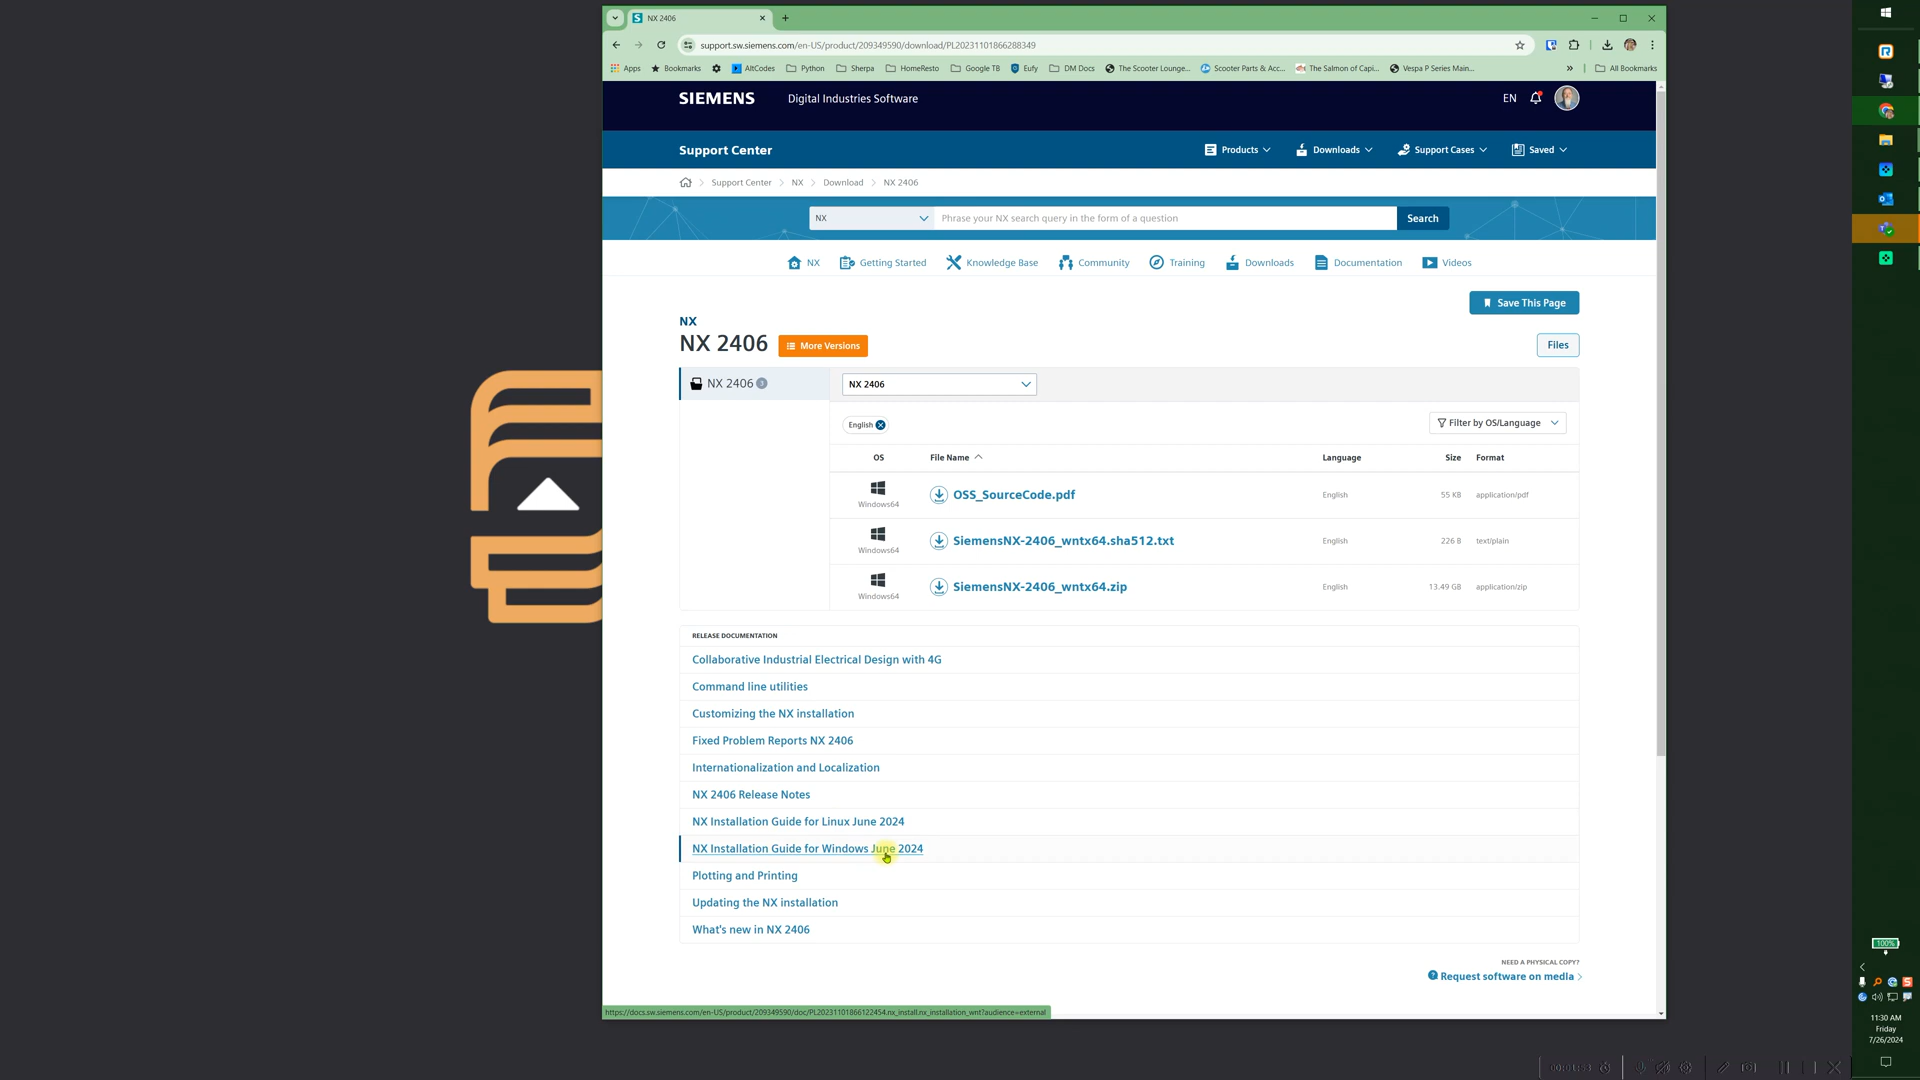 NX 2406
support.sw.siemens.com/en-US/product/209349590/download/PL20231101866288349
Apps Bookmarks AltCodes Python Sherpa HomeResto Google TB Eufy DM Docs The Scooter Lounge... Scooter Parts & Acc... The Salmon of Capi... Vespa P Series Main... » All Bookmarks
SIEMENS Digital Industries Software EN
Support Center Products Downloads Support Cases Saved
Support Center > NX > Download > NX 2406
NX Phrase your NX search query in the form of a question Search
NX Getting Started Knowledge Base Community Training Downloads Documentation Videos
Save This Page
NX
NX 2406 More Versions Files
NX 2406 3 NX 2406
English Filter by OS/Language
OS File Name Language Size Format
OSS_SourceCode.pdf English 55 KB application/pdf
Windows64
SiemensNX-2406_wntx64.sha512.txt English 226 B text/plain
Windows64
SiemensNX-2406_wntx64.zip English 13.49 GB application/zip
Windows64
RELEASE DOCUMENTATION
Collaborative Industrial Electrical Design with 4G
Command line utilities
Customizing the NX installation
Fixed Problem Reports NX 2406
Internationalization and Localization
NX 2406 Release Notes
NX Installation Guide for Linux June 2024
NX Installation Guide for Windows June 2024
Plotting and Printing
Updating the NX installation
What's new in NX 2406
NEED A PHYSICAL COPY?
Request software on media >
https://docs.sw.siemens.com/en-US/product/209349590/doc/PL20231101866122454.nx_install.nx_installation_wnt?audience=external
100%
11:30 AM
Friday
7/26/2024